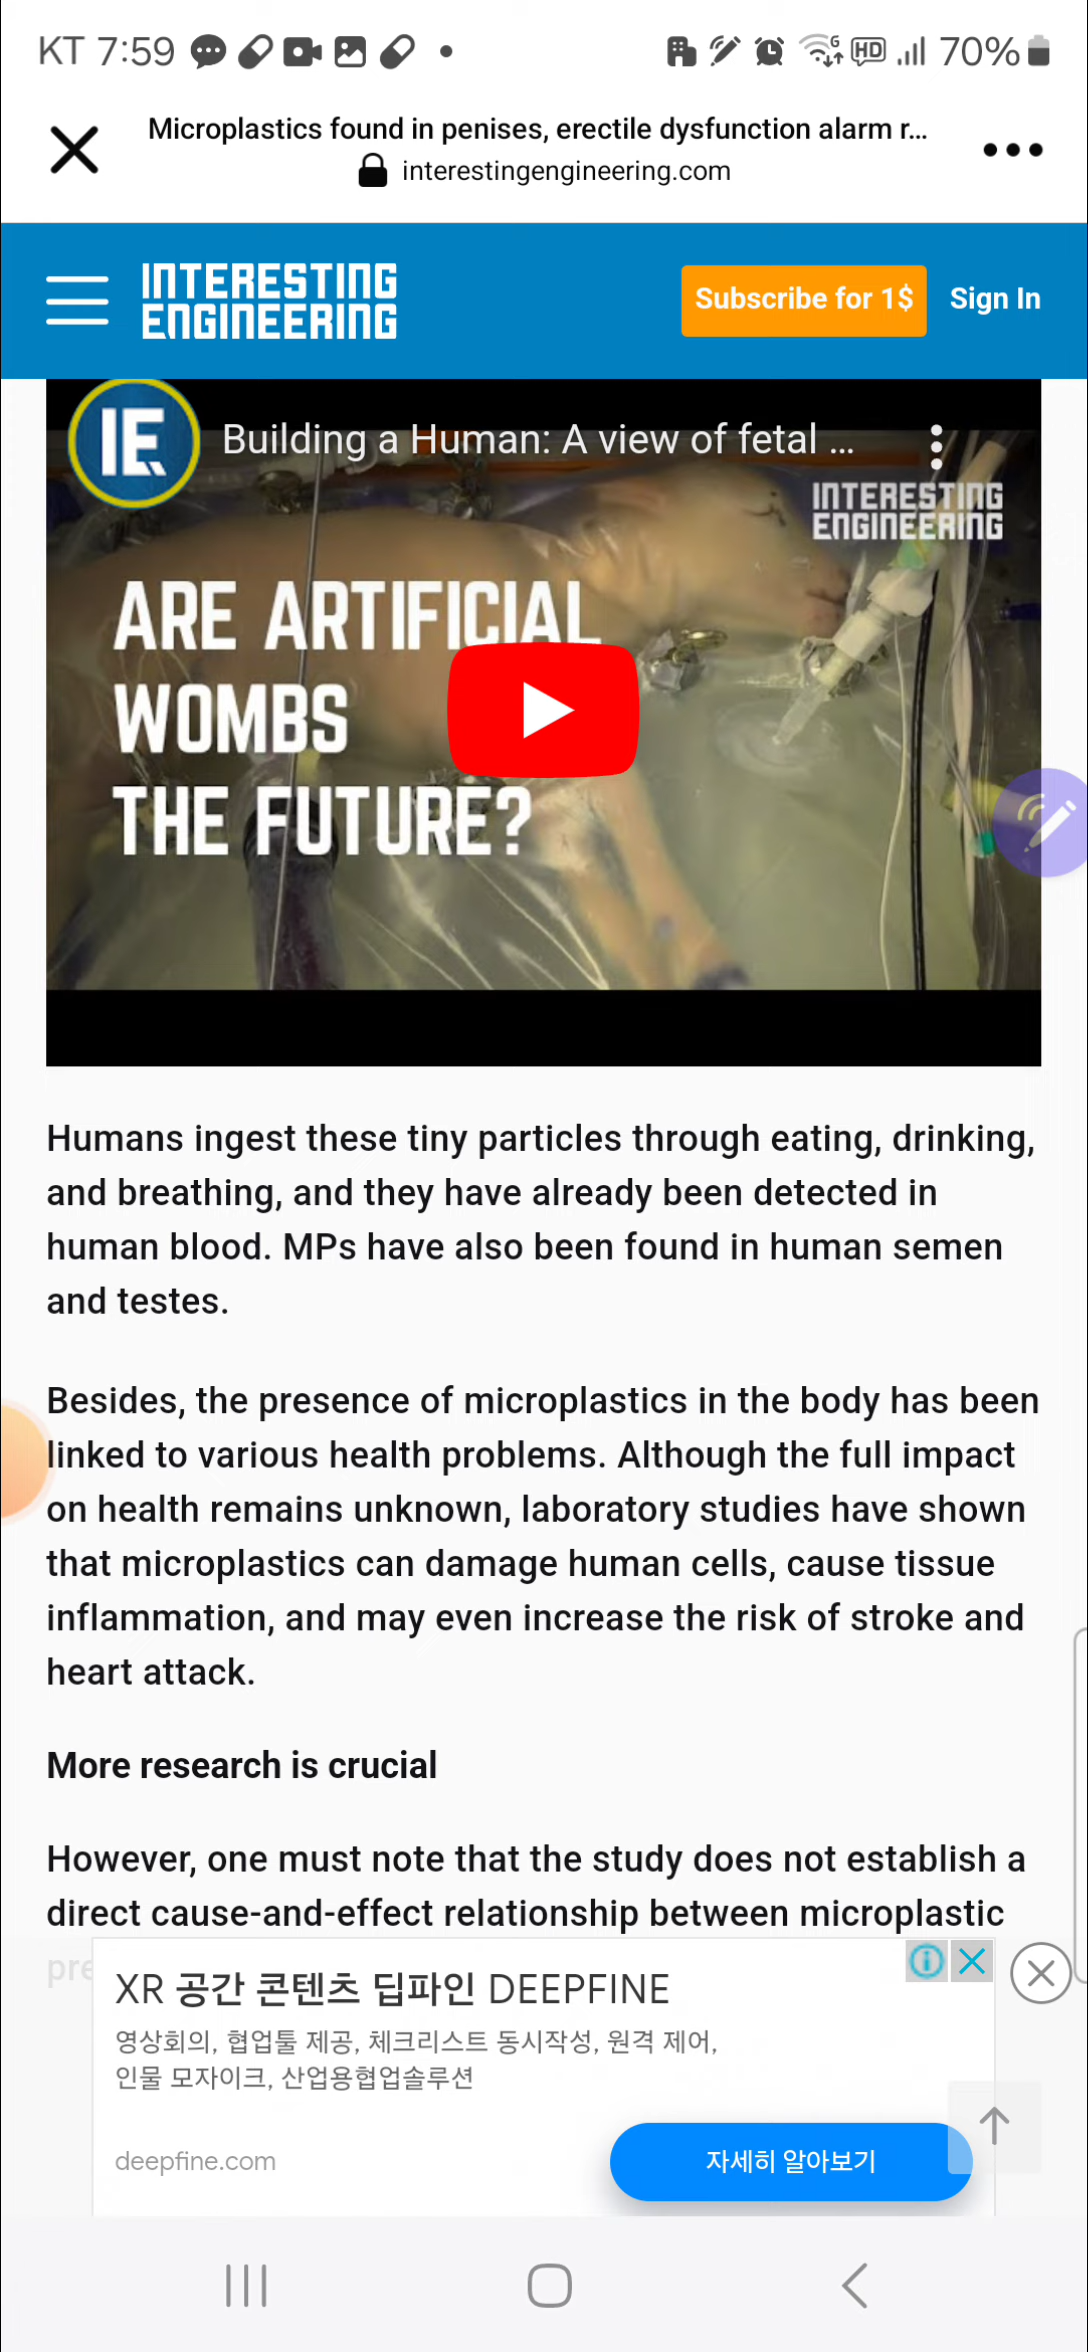 KT 7:59
G
HD
70%
Microplastics found in penises, erectile dysfunction alarm r...
interestingengineering.com
INTERESTING
ENGINEERING
Subscribe for 1$
Sign In
IE
Building a Human: A view of fetal ...
INTERESTING
ENGINEERING
ARE ARTIFICIAL
WOMBS
THE FUTURE?
Humans ingest these tiny particles through eating, drinking,
and breathing, and they have already been detected in
human blood. MPs have also been found in human semen
and testes.
Besides, the presence of microplastics in the body has been
linked to various health problems. Although the full impact
on health remains unknown, laboratory studies have shown
that microplastics can damage human cells, cause tissue
inflammation, and may even increase the risk of stroke and
heart attack.
More research is crucial
However, one must note that the study does not establish a
direct cause-and-effect relationship between microplastic
pre
XR 공간 콘텐츠 딥파인 DEEPFINE
영상회의, 협업툴 제공, 체크리스트 동시작성, 원격 제어,
인물 모자이크, 산업용협업솔루션
deepfine.com
자세히 알아보기